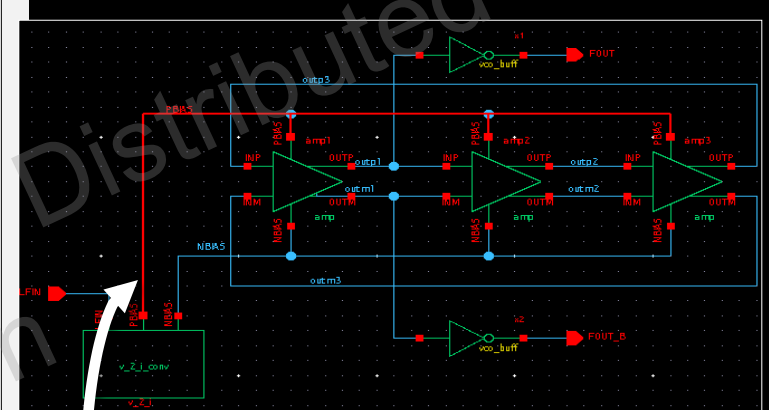 Distributed
n
x1
FOUT
vco_buff
outp3
PBIAS
PBIAS
amp1
PBIAS
amp2
PBIAS
amp3
INP
OUTP
outp1
INP
OUTP
outp2
INP
OUTP
INM
OUTM
outm1
INM
OUTM
outm2
INM
OUTM
amp
amp
amp
NBIAS
NBIAS
NBIAS
NBIAS
outm3
LFIN
LFIN
PBIAS
NBIAS
x2
FOUT_B
vco_buff
v_2_i_conv
v_2_i